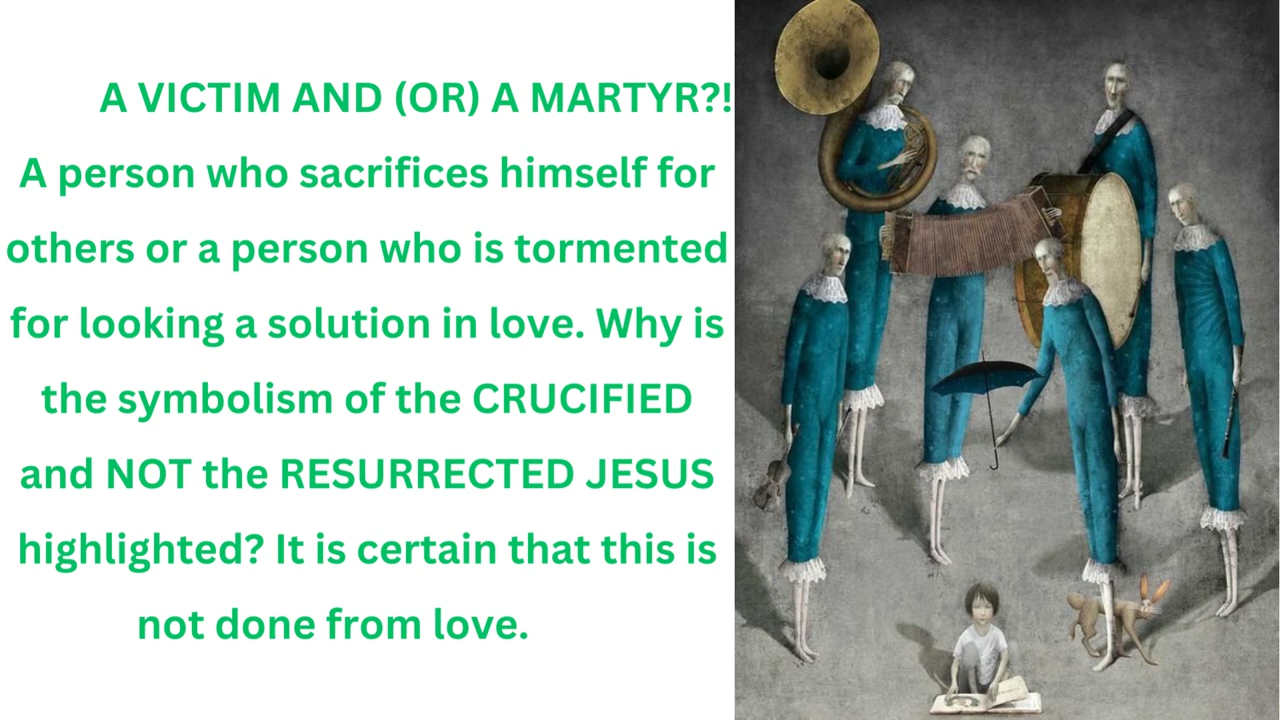 A VICTIM AND (OR) A MARTYR?!
A person who sacrifices himself for
others or a person who is tormented
for looking a solution in love. Why is
the symbolism of the CRUCIFIED
and NOT the RESURRECTED JESUS
highlighted? It is certain that this is
not done from love.